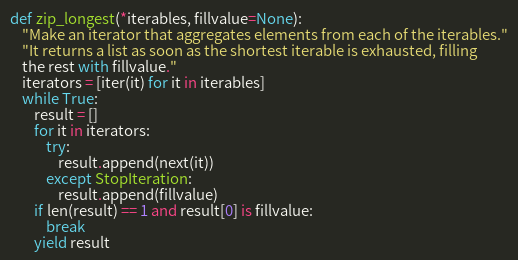 def zip_longest(*iterables, fillvalue=None):
    "Make an iterator that aggregates elements from each of the iterables."
    "It returns a list as soon as the shortest iterable is exhausted, filling
    the rest with fillvalue."
    iterators = [iter(it) for it in iterables]
    while True:
        result = []
        for it in iterators:
            try:
                result.append(next(it))
            except StopIteration:
                result.append(fillvalue)
        if len(result) == 1 and result[0] is fillvalue:
            break
        yield result